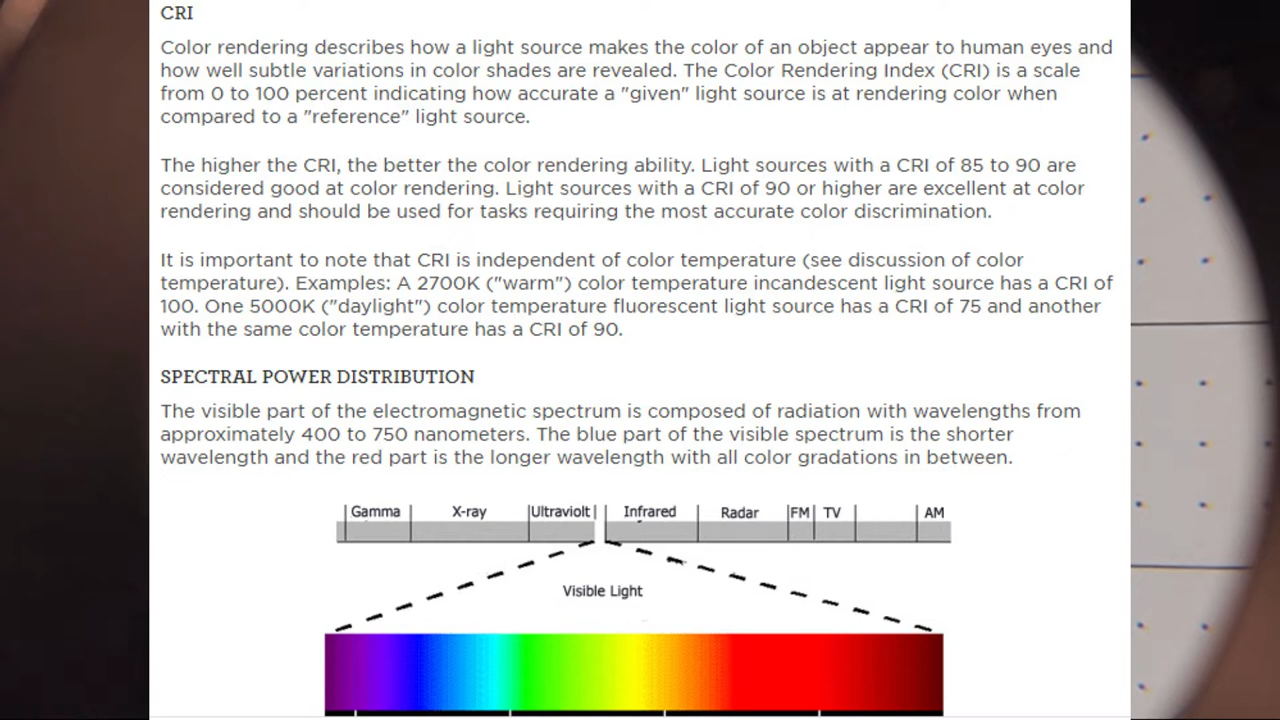 CRI
Color rendering describes how a light source makes the color of an object appear to human eyes and
how well subtle variations in color shades are revealed. The Color Rendering Index (CRI) is a scale
from 0 to 100 percent indicating how accurate a "given" light source is at rendering color when
compared to a "reference" light source.
The higher the CRI, the better the color rendering ability. Light sources with a CRI of 85 to 90 are
considered good at color rendering. Light sources with a CRI of 90 or higher are excellent at color
rendering and should be used for tasks requiring the most accurate color discrimination.
It is important to note that CRI is independent of color temperature (see discussion of color
temperature). Examples: A 2700K ("warm") color temperature incandescent light source has a CRI of
100. One 5000K ("daylight") color temperature fluorescent light source has a CRI of 75 and another
with the same color temperature has a CRI of 90.
SPECTRAL POWER DISTRIBUTION
The visible part of the electromagnetic spectrum is composed of radiation with wavelengths from
approximately 400 to 750 nanometers. The blue part of the visible spectrum is the shorter
wavelength and the red part is the longer wavelength with all color gradations in between.
Gamma X-ray Ultraviolt Infrared Radar FM TV AM
Visible Light